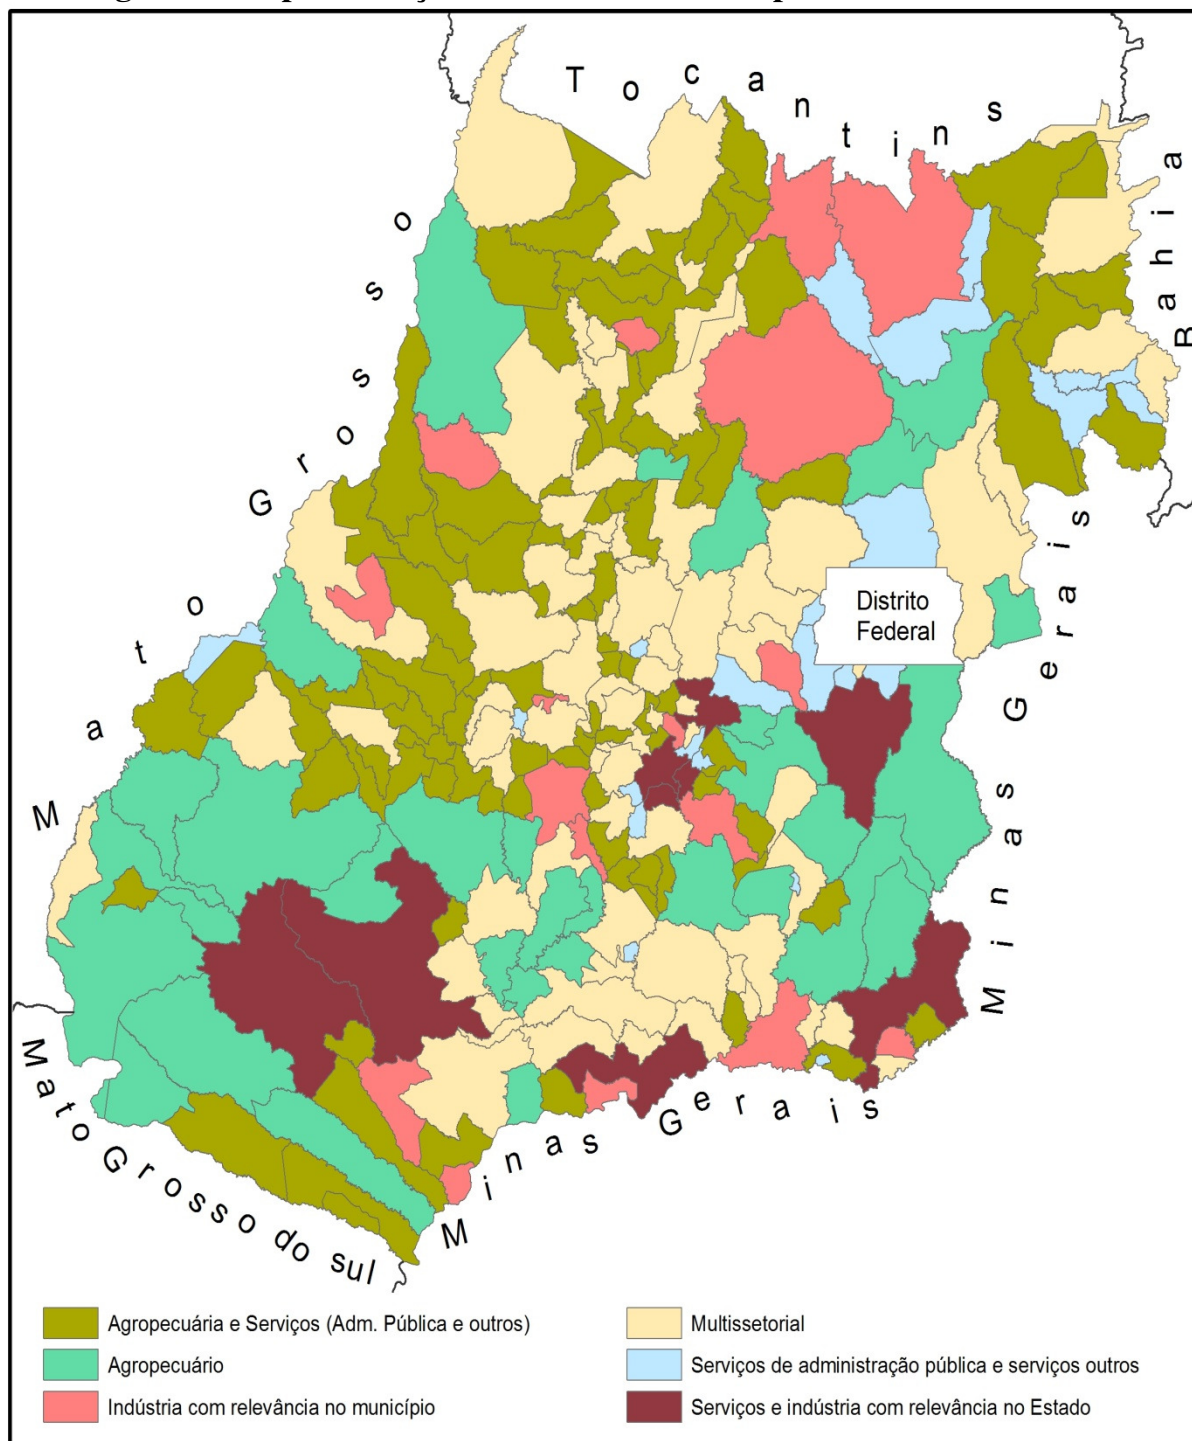 Tocantins
Bahia
Mato Grosso
Distrito
Federal
Minas Gerais
Mato Grosso do sul
Minas Gerais
Agropecuária e Serviços (Adm. Pública e outros)
Agropecuário
Indústria com relevância no município
Multissetorial
Serviços de administração pública e serviços outros
Serviços e indústria com relevância no Estado